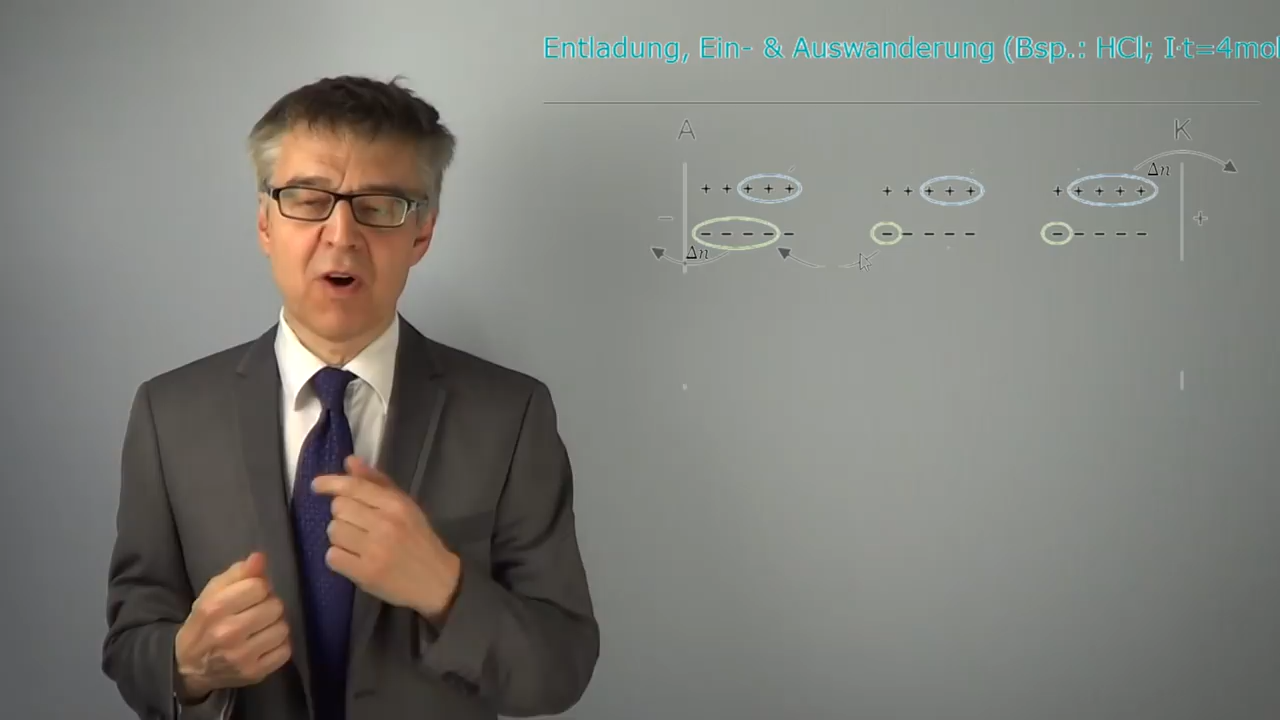 Entladung, Ein- & Auswanderung (Bsp.: HCl; I·t=4mol
A K
+ + + + + + + + + + + + + + + Δn
− − − − − − − − − − − − − − − − +
Δn